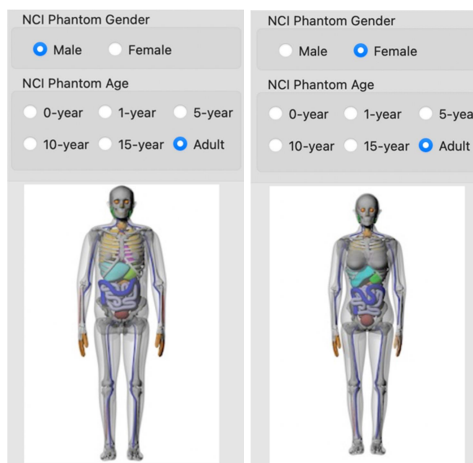 NCI Phantom Gender
Male Female
NCI Phantom Age
0-year 1-year 5-year
10-year 15-year Adult
NCI Phantom Gender
Male Female
NCI Phantom Age
0-year 1-year 5-yea
10-year 15-year Adult